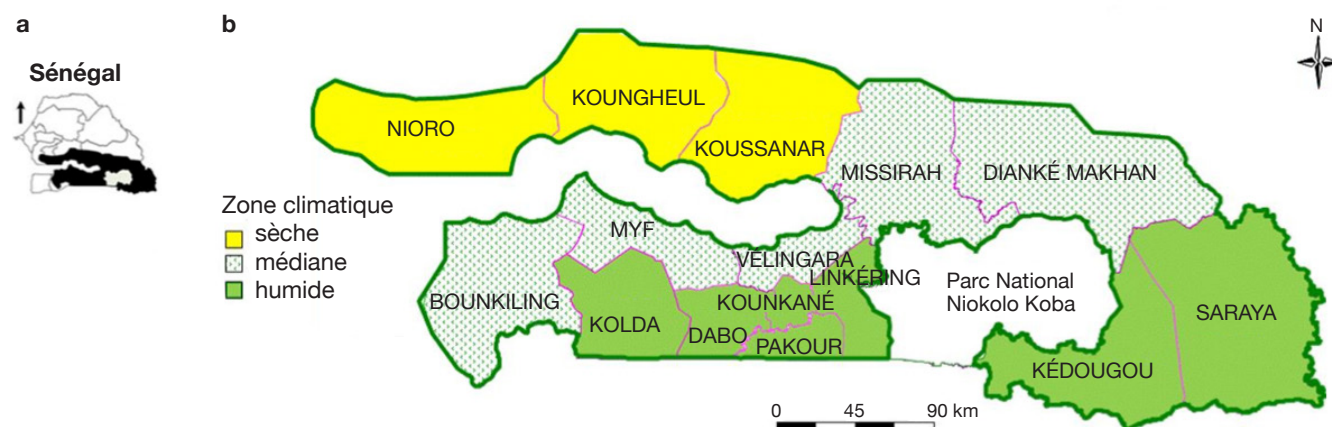 a
Sénégal
b
N
NIORO
KOUNGHEUL
KOUSSANAR
MISSIRAH
DIANKÉ MAKHAN
Zone climatique
sèche
médiane
humide
MYF
VÉLINGARA
LINKÉRING
BOUNKILING
KOUNKANÉ
KOLDA
DABO
PAKOUR
Parc National
Niokolo Koba
SARAYA
KÉDOUGOU
0 45 90 km